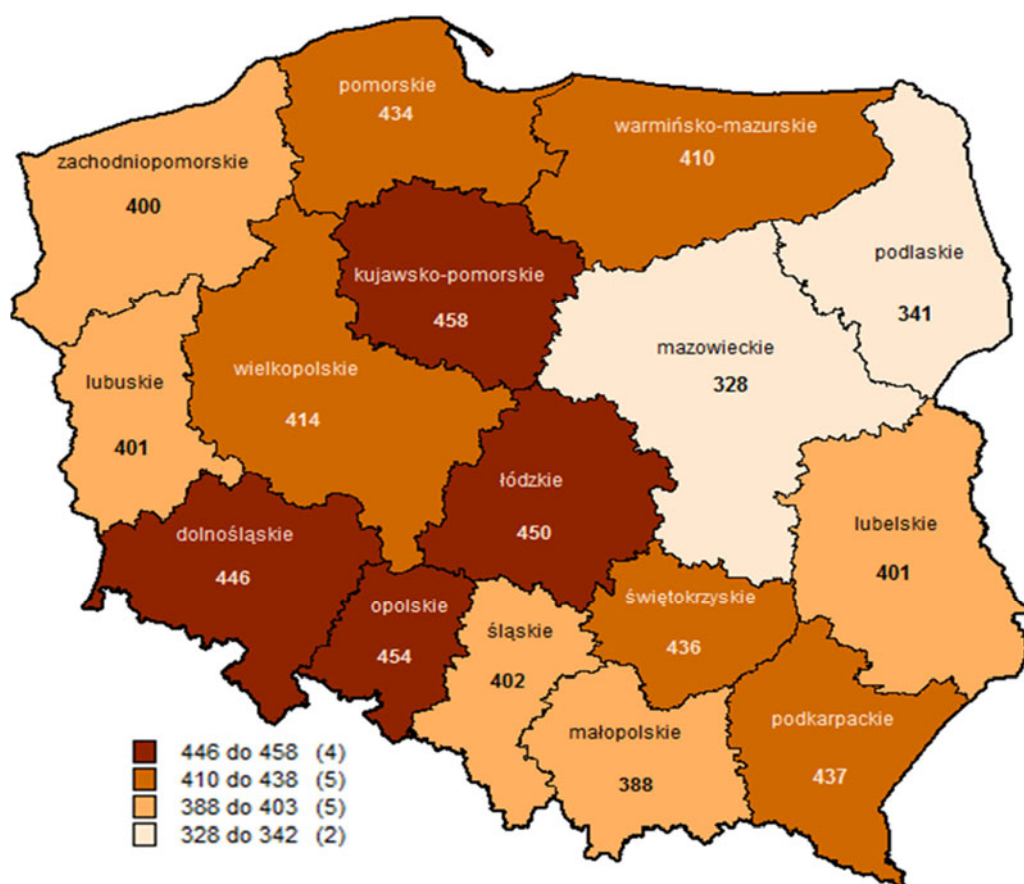 pomorskie
434
warmińsko-mazurskie
410
zachodniopomorskie
400
podlaskie
341
kujawsko-pomorskie
458
mazowieckie
328
wielkopolskie
414
lubuskie
401
łódzkie
450
lubelskie
401
dolnośląskie
446
opolskie
454
śląskie
402
świętokrzyskie
436
małopolskie
388
podkarpackie
437
446 do 458 (4)
410 do 438 (5)
388 do 403 (5)
328 do 342 (2)